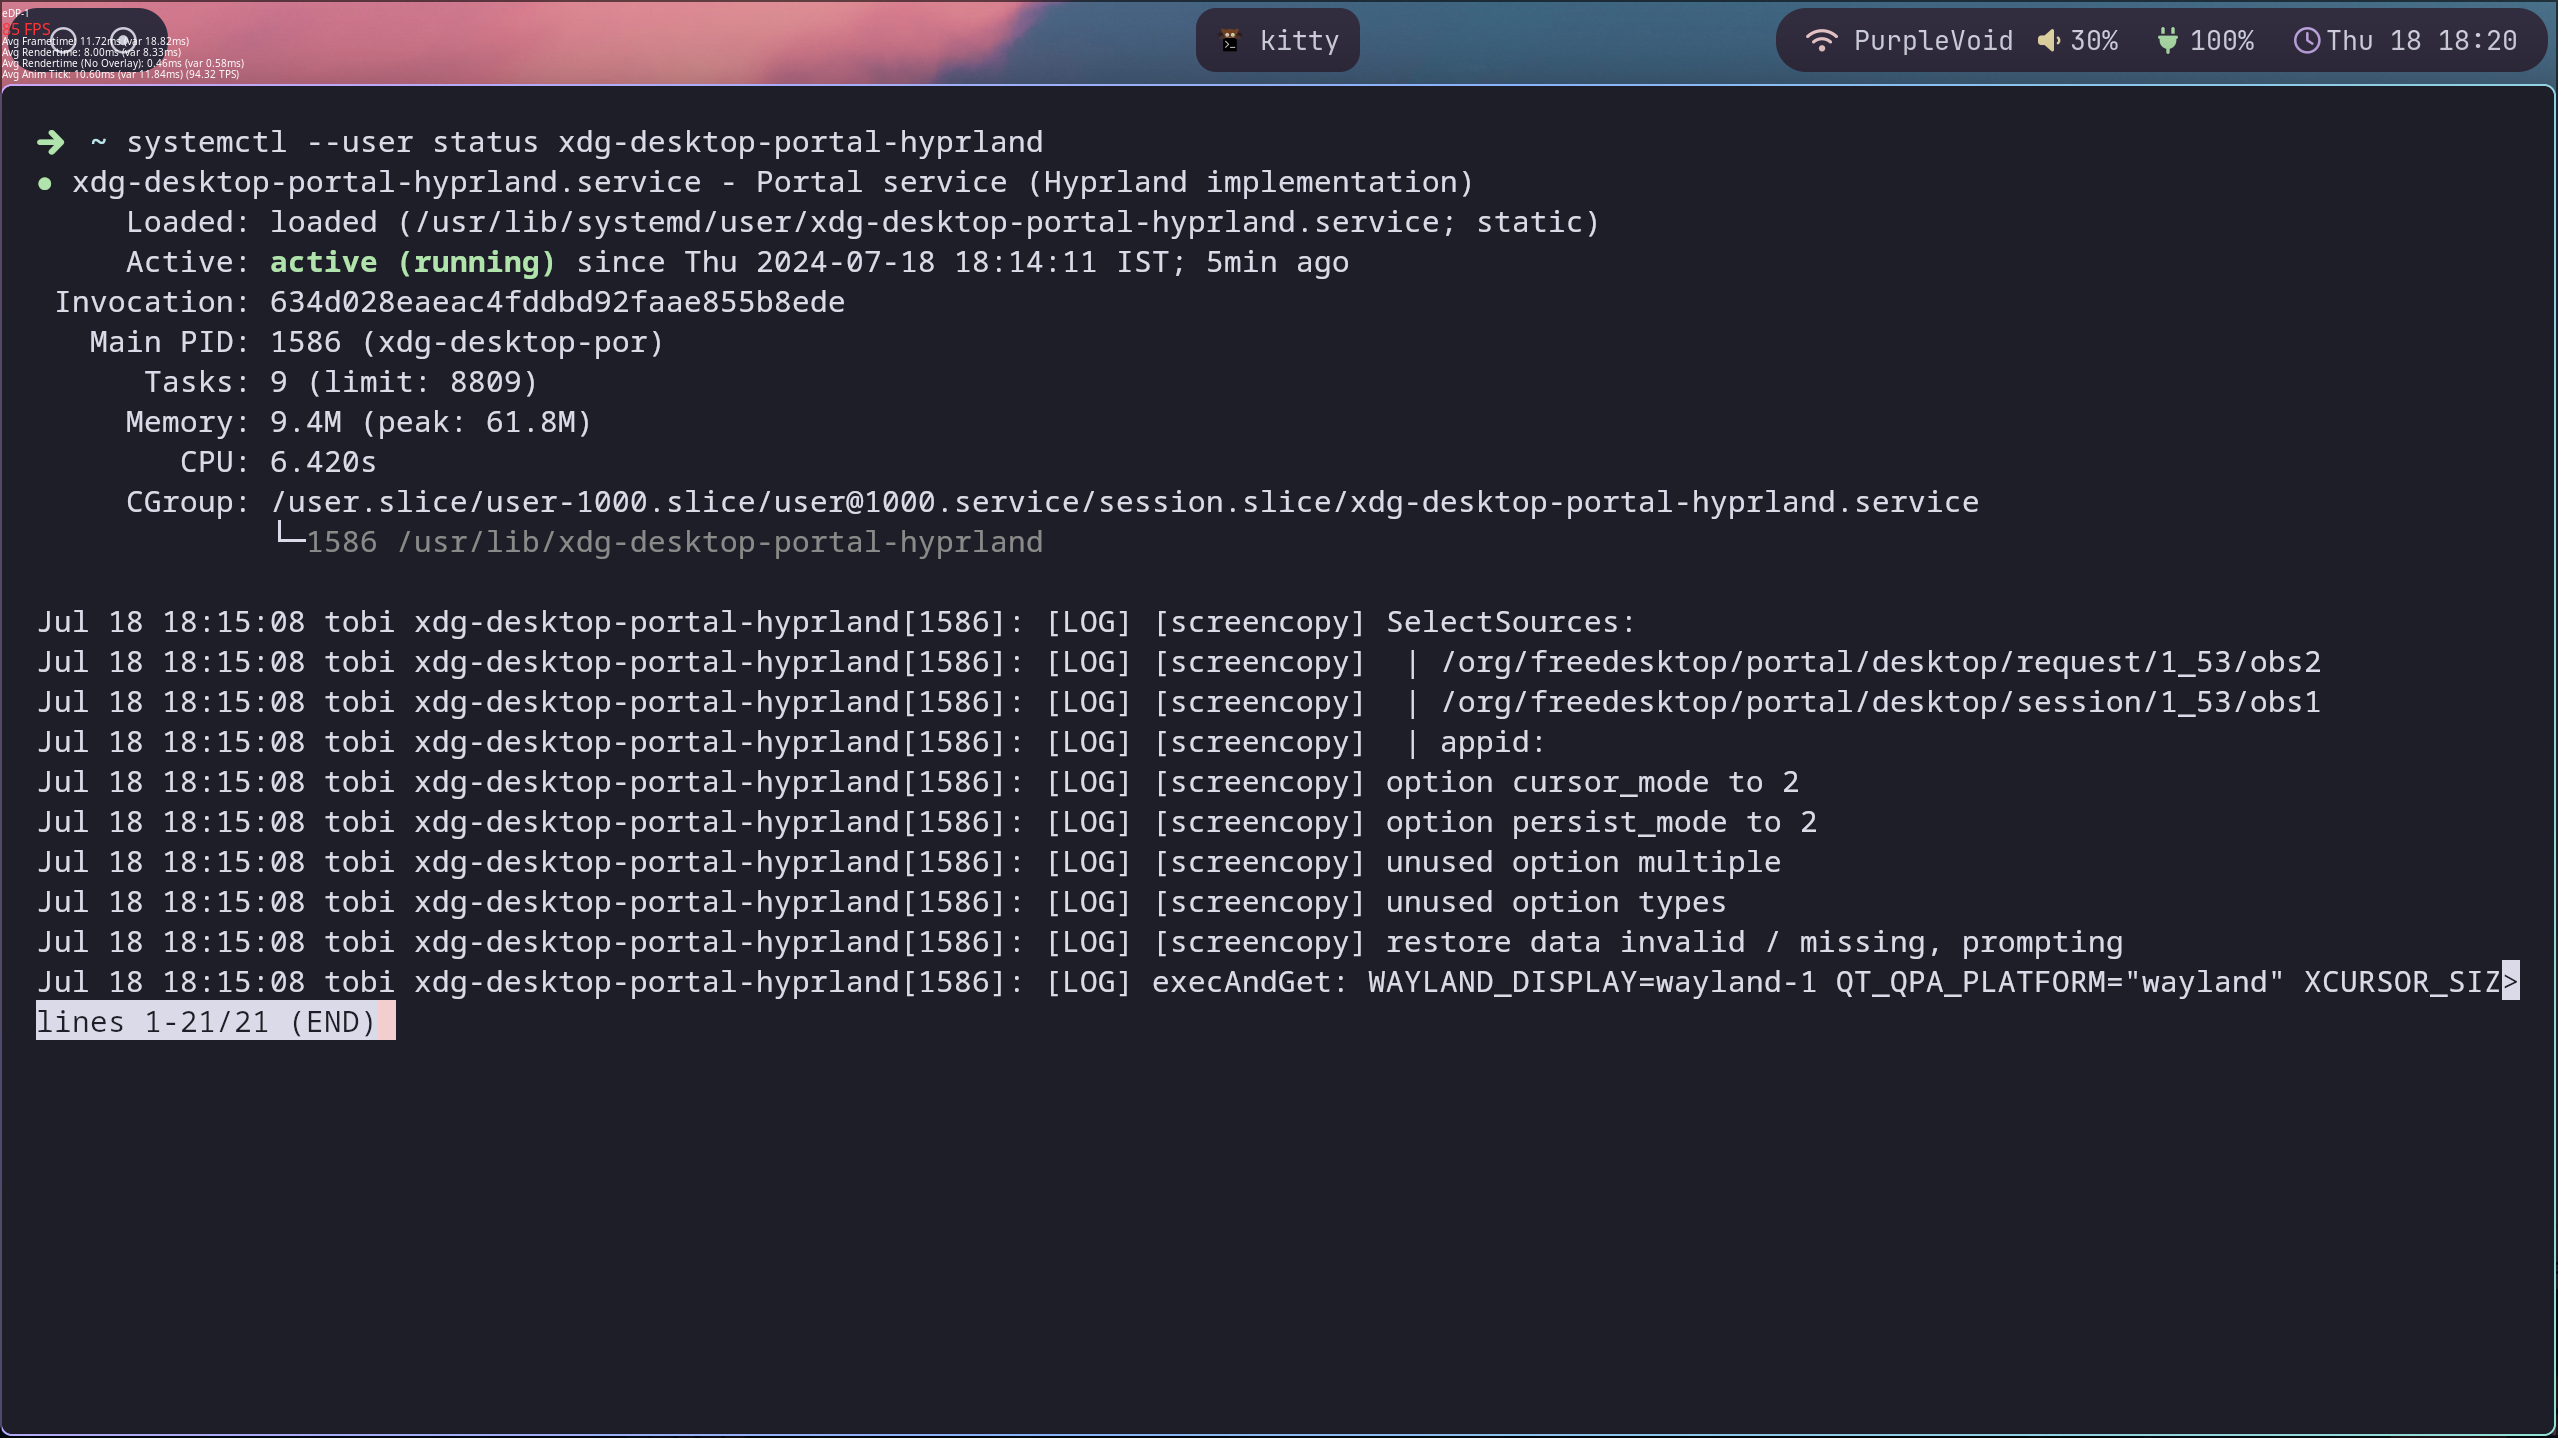 eDP-1
85 FPS
Avg Frametime: 11.72ms (var 18.82ms)
Avg Rendertime: 8.00ms (var 8.33ms)
Avg Rendertime (No Overlay): 0.46ms (var 0.58ms)
Avg Anim Tick: 10.60ms (var 11.84ms) (94.32 TPS)
kitty
PurpleVoid 30% 100% Thu 18 18:20
➜ ~ systemctl --user status xdg-desktop-portal-hyprland
● xdg-desktop-portal-hyprland.service - Portal service (Hyprland implementation)
Loaded: loaded (/usr/lib/systemd/user/xdg-desktop-portal-hyprland.service; static)
Active: active (running) since Thu 2024-07-18 18:14:11 IST; 5min ago
Invocation: 634d028eaeac4fddbd92faae855b8ede
Main PID: 1586 (xdg-desktop-por)
Tasks: 9 (limit: 8809)
Memory: 9.4M (peak: 61.8M)
CPU: 6.420s
CGroup: /user.slice/user-1000.slice/user@1000.service/session.slice/xdg-desktop-portal-hyprland.service
└─1586 /usr/lib/xdg-desktop-portal-hyprland
Jul 18 18:15:08 tobi xdg-desktop-portal-hyprland[1586]: [LOG] [screencopy] SelectSources:
Jul 18 18:15:08 tobi xdg-desktop-portal-hyprland[1586]: [LOG] [screencopy]  | /org/freedesktop/portal/desktop/request/1_53/obs2
Jul 18 18:15:08 tobi xdg-desktop-portal-hyprland[1586]: [LOG] [screencopy]  | /org/freedesktop/portal/desktop/session/1_53/obs1
Jul 18 18:15:08 tobi xdg-desktop-portal-hyprland[1586]: [LOG] [screencopy]  | appid:
Jul 18 18:15:08 tobi xdg-desktop-portal-hyprland[1586]: [LOG] [screencopy] option cursor_mode to 2
Jul 18 18:15:08 tobi xdg-desktop-portal-hyprland[1586]: [LOG] [screencopy] option persist_mode to 2
Jul 18 18:15:08 tobi xdg-desktop-portal-hyprland[1586]: [LOG] [screencopy] unused option multiple
Jul 18 18:15:08 tobi xdg-desktop-portal-hyprland[1586]: [LOG] [screencopy] unused option types
Jul 18 18:15:08 tobi xdg-desktop-portal-hyprland[1586]: [LOG] [screencopy] restore data invalid / missing, prompting
Jul 18 18:15:08 tobi xdg-desktop-portal-hyprland[1586]: [LOG] execAndGet: WAYLAND_DISPLAY=wayland-1 QT_QPA_PLATFORM="wayland" XCURSOR_SIZ>
lines 1-21/21 (END)